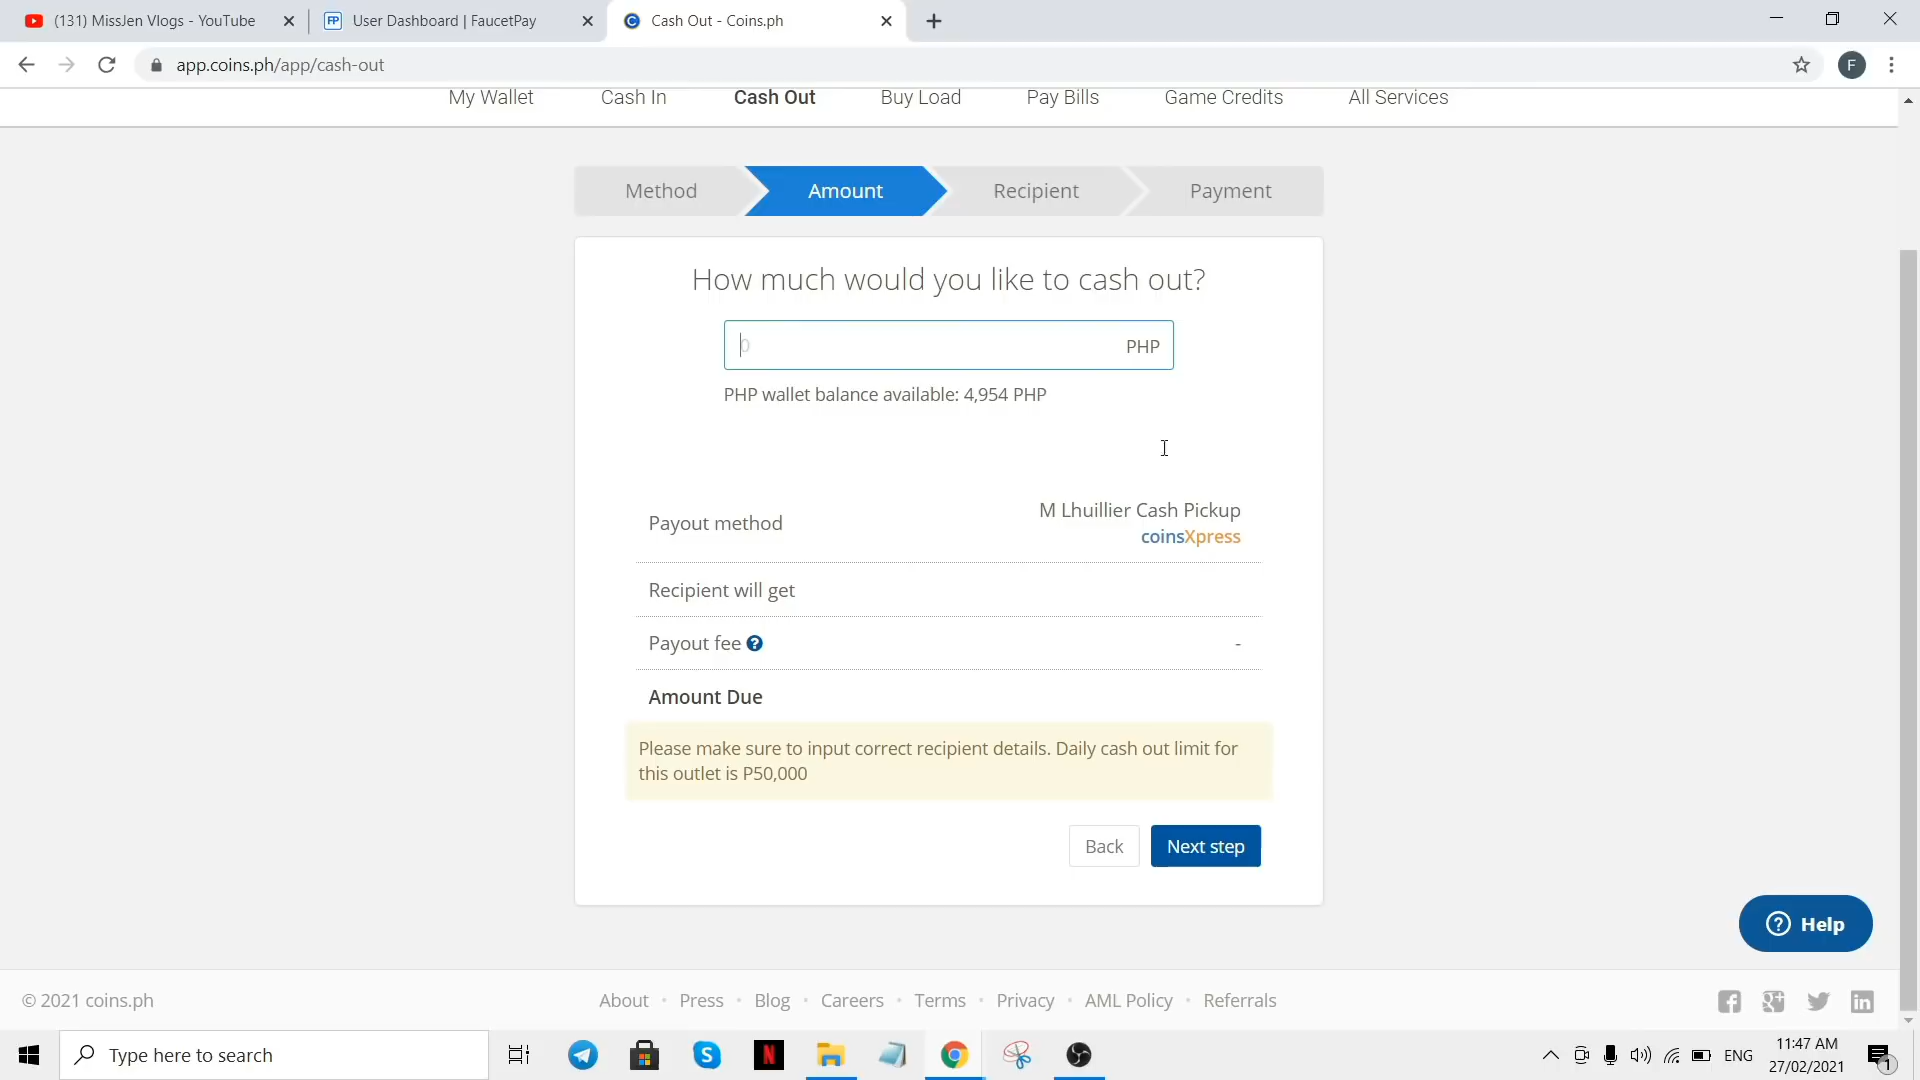 (131) MissJen Vlogs - YouTube
User Dashboard | FaucetPay
Cash Out - Coins.ph
app.coins.ph/app/cash-out
F
My Wallet
Cash In
Cash Out
Buy Load
Pay Bills
Game Credits
All Services
Method
Amount
Recipient
Payment
How much would you like to cash out?
0
PHP
PHP wallet balance available: 4,954 PHP
Payout method
M Lhuillier Cash Pickup
coinsXpress
Recipient will get
Payout fee ?
-
Amount Due
Please make sure to input correct recipient details. Daily cash out limit for
this outlet is P50,000
Back
Next step
? Help
© 2021 coins.ph
About • Press • Blog • Careers • Terms • Privacy • AML Policy • Referrals
Type here to search
ENG
11:47 AM
27/02/2021
1